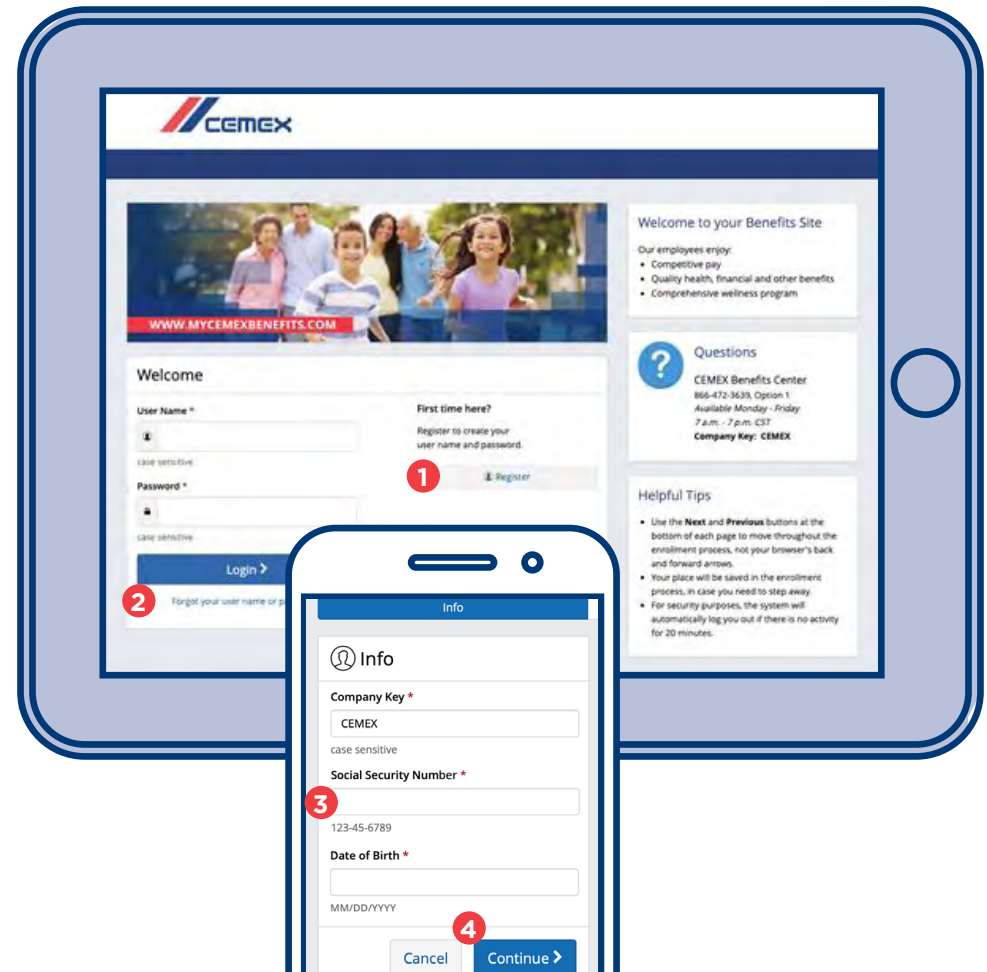 CEMEX
WWW.MYCEMEXBENEFITS.COM
Welcome
User Name *
case sensitive
Password *
case sensitive
Login
2
Forgot your user name or p
First time here?
Register to create your
user name and password.
1
Register
Welcome to your Benefits Site
Our employees enjoy:
• Competitive pay
• Quality health, financial and other benefits
• Comprehensive wellness program
?
Questions
CEMEX Benefits Center
866-472-3639, Option 1
Available Monday - Friday
7 a.m. - 7 p.m. CST
Company Key: CEMEX
Helpful Tips
• Use the Next and Previous buttons at the
bottom of each page to move throughout the
enrollment process, not your browser's back
and forward arrows.
• Your place will be saved in the enrollment
process, in case you need to step away.
• For security purposes, the system will
automatically log you out if there is no activity
for 20 minutes.
Info
Info
Company Key *
CEMEX
case sensitive
Social Security Number *
3
123-45-6789
Date of Birth *
MM/DD/YYYY
4
Cancel
Continue